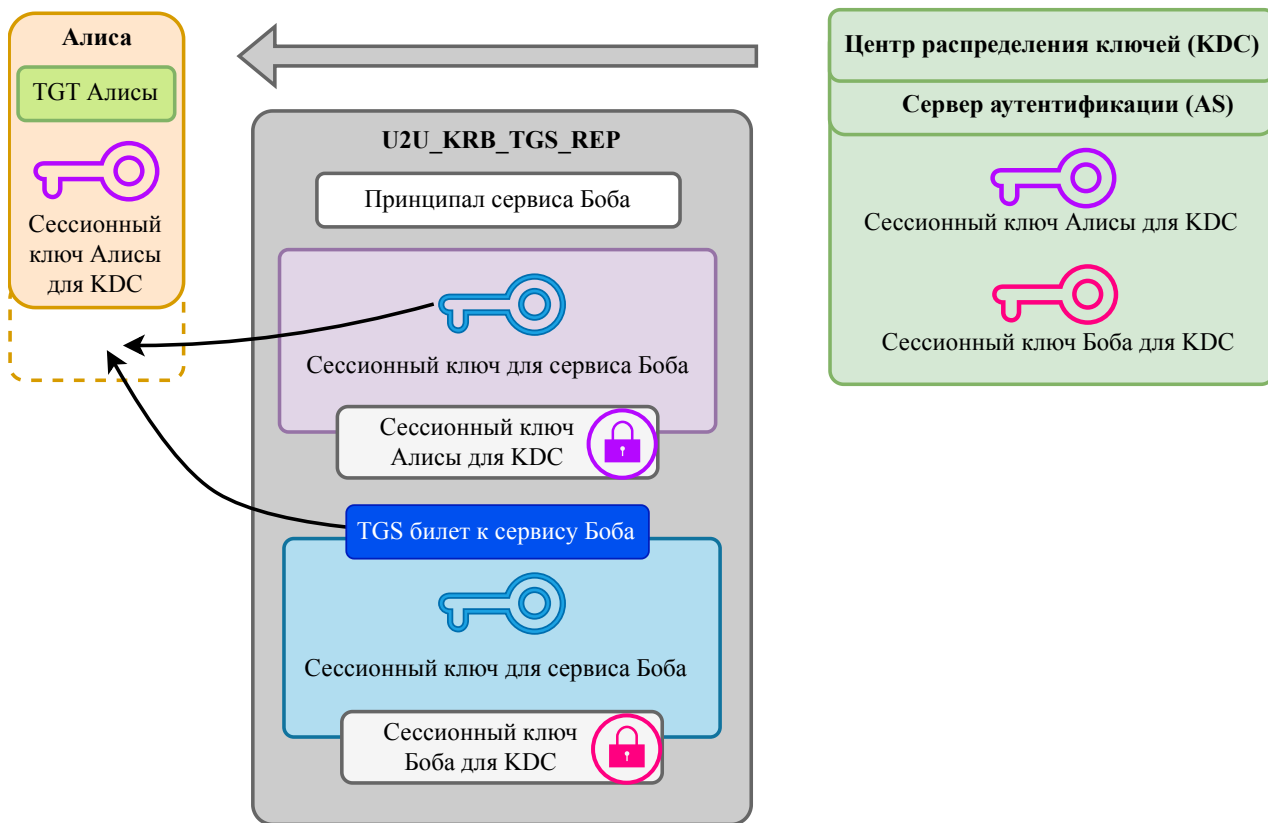 Алиса
TGT Алисы
Сессионный
ключ Алисы
для KDC
U2U_KRB_TGS_REP
Принципал сервиса Боба
Сессионный ключ для сервиса Боба
Сессионный ключ
Алисы для KDC
TGS билет к сервису Боба
Сессионный ключ для сервиса Боба
Сессионный ключ
Боба для KDC
Центр распределения ключей (KDC)
Сервер аутентификации (AS)
Сессионный ключ Алисы для KDC
Сессионный ключ Боба для KDC